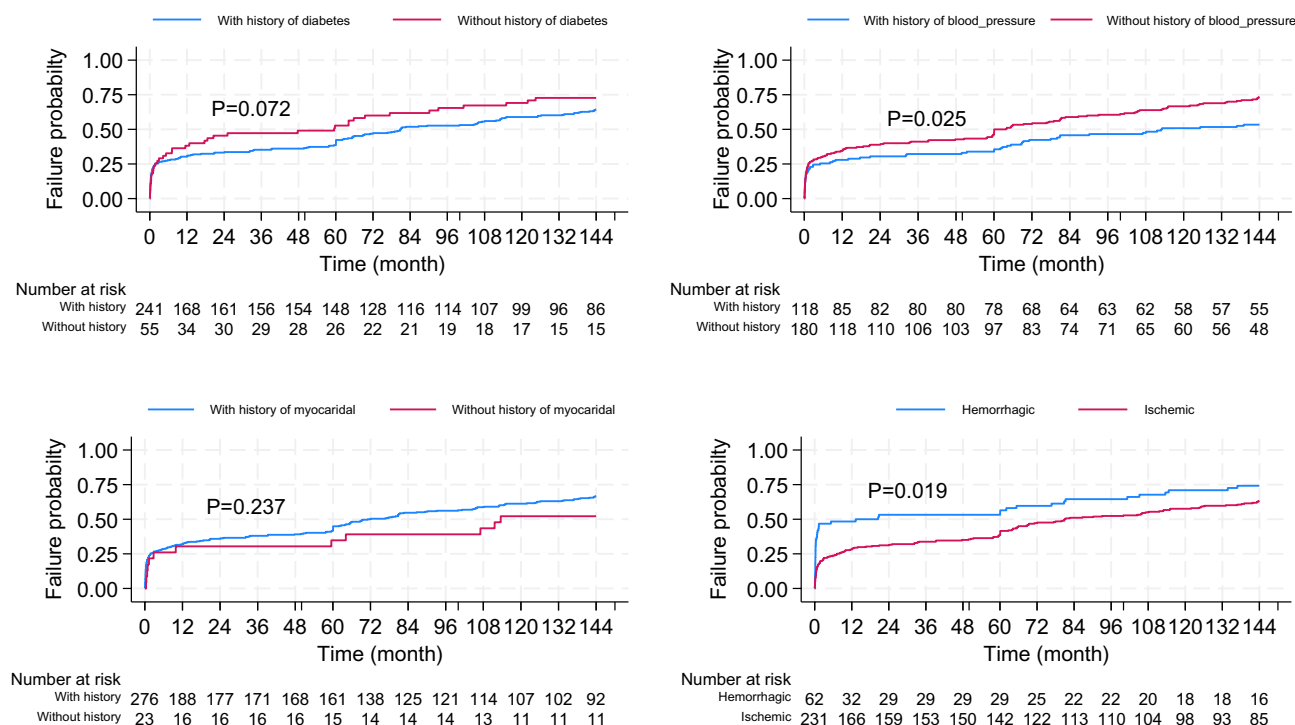 With history of diabetes Without history of diabetes
Failure probabilty
1.00
0.75
0.50
0.25
0.00
P=0.072
0 12 24 36 48 60 72 84 96 108 120 132 144
Time (month)
Number at risk
With history 241 168 161 156 154 148 128 116 114 107 99 96 86
Without history 55 34 30 29 28 26 22 21 19 18 17 15 15
With history of blood_pressure Without history of blood_pressure
Failure probabilty
1.00
0.75
0.50
0.25
0.00
P=0.025
0 12 24 36 48 60 72 84 96 108 120 132 144
Time (month)
Number at risk
With history 118 85 82 80 80 78 68 64 63 62 58 57 55
Without history 180 118 110 106 103 97 83 74 71 65 60 56 48
With history of myocaridal Without history of myocaridal
Failure probabilty
1.00
0.75
0.50
0.25
0.00
P=0.237
0 12 24 36 48 60 72 84 96 108 120 132 144
Time (month)
Number at risk
With history 276 188 177 171 168 161 138 125 121 114 107 102 92
Without history 23 16 16 16 16 15 14 14 14 13 11 11 11
Hemorrhagic Ischemic
Failure probabilty
1.00
0.75
0.50
0.25
0.00
P=0.019
0 12 24 36 48 60 72 84 96 108 120 132 144
Time (month)
Number at risk
Hemorrhagic 62 32 29 29 29 29 25 22 22 20 18 18 16
Ischemic 231 166 159 153 150 142 122 113 110 104 98 93 85